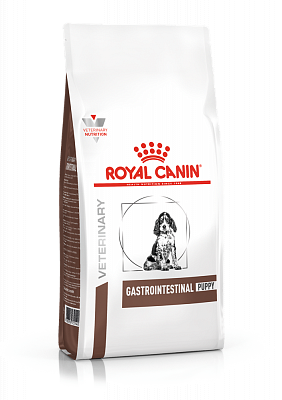 VETERINARY
NUTRITION
ROYAL CANIN
VETERINARY
GASTROINTESTINAL PUPPY